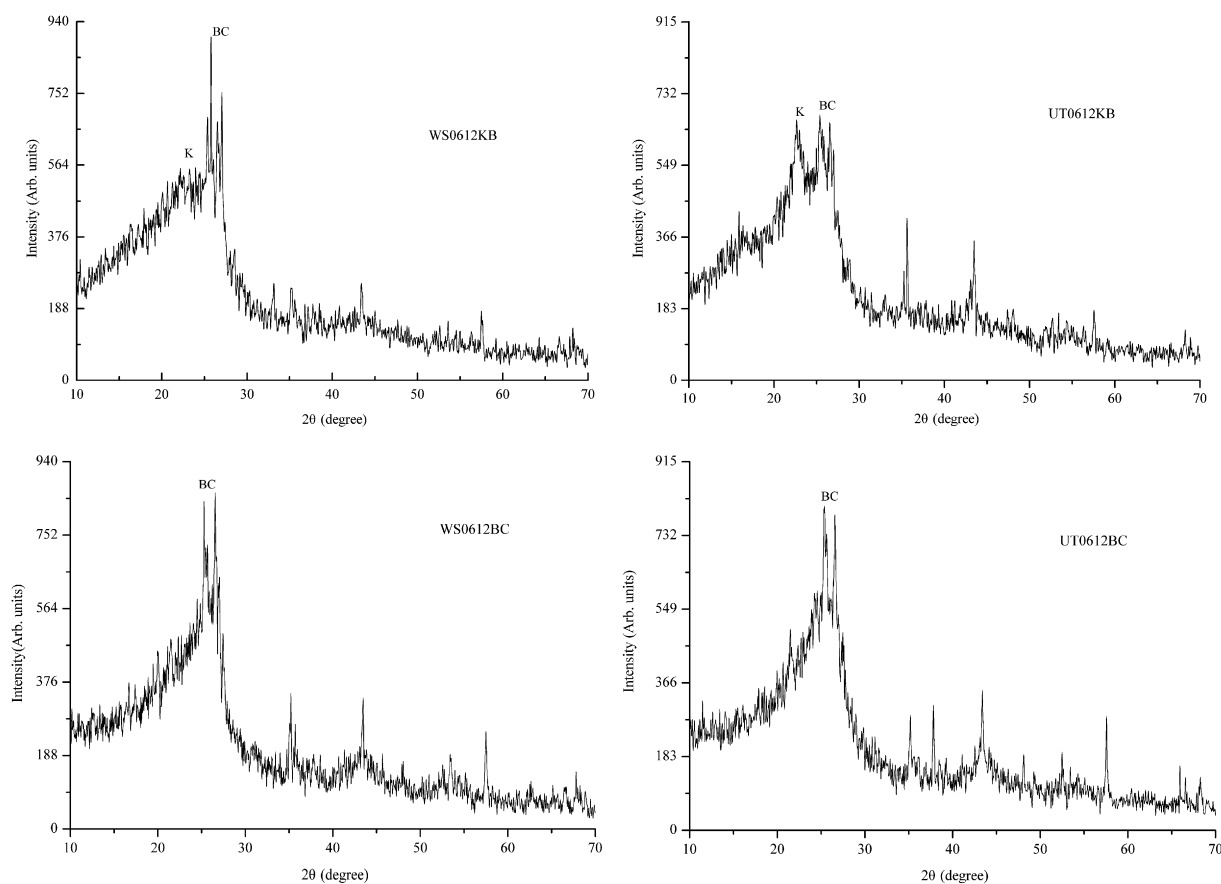 940
752
564
376
188
0
Intensity (Arb. units)
BC
K
WS0612KB
10 20 30 40 50 60 70
2θ (degree)
915
732
549
366
183
0
Intensity (Arb. units)
K
BC
UT0612KB
10 20 30 40 50 60 70
2θ (degree)
940
752
564
376
188
0
Intensity(Arb. units)
BC
WS0612BC
10 20 30 40 50 60 70
2θ (degree)
915
732
549
366
183
0
Intensity (Arb. units)
BC
UT0612BC
10 20 30 40 50 60 70
2θ (degree)